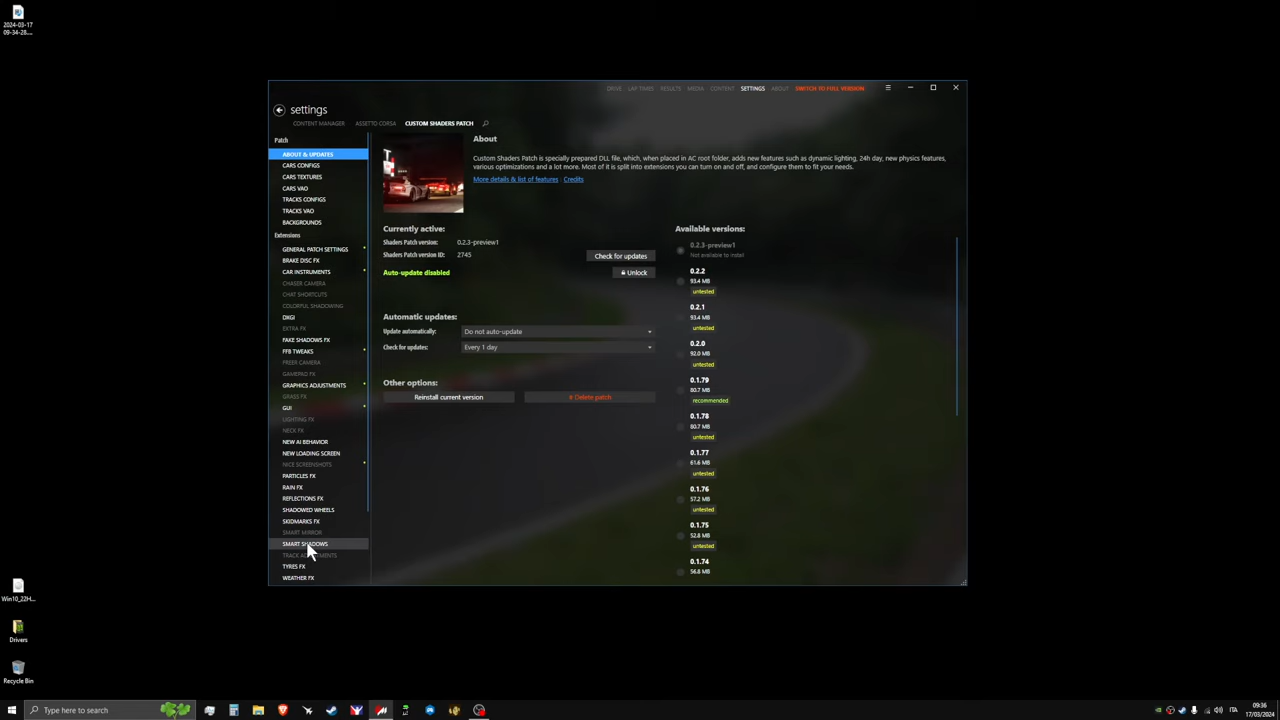 2024-03-17
09-34-28....
DRIVE LAP TIMES RESULTS MEDIA CONTENT SETTINGS ABOUT SWITCH TO FULL VERSION
settings
CONTENT MANAGER ASSETTO CORSA CUSTOM SHADERS PATCH
Patch
ABOUT & UPDATES
CARS CONFIGS
CARS TEXTURES
CARS VAO
TRACKS CONFIGS
TRACKS VAO
BACKGROUNDS
Extensions
GENERAL PATCH SETTINGS
BRAKE DISC FX
CAR INSTRUMENTS
CHASER CAMERA
CHAT SHORTCUTS
COLORFUL SHADOWING
DXGI
EXTRA FX
FAKE SHADOWS FX
FFB TWEAKS
FREER CAMERA
GAMEPAD FX
GRAPHICS ADJUSTMENTS
GRASS FX
GUI
LIGHTING FX
NECK FX
NEW AI BEHAVIOR
NEW LOADING SCREEN
NICE SCREENSHOTS
PARTICLES FX
RAIN FX
REFLECTIONS FX
SHADOWED WHEELS
SKIDMARKS FX
SMART MIRROR
SMART SHADOWS
TRACK ADJUSTMENTS
TYRES FX
WEATHER FX
About
Custom Shaders Patch is specially prepared DLL file, which, when placed in AC root folder, adds new features such as dynamic lighting, 24h day, new physics features,
various optimizations and a lot more. Most of it is split into extensions you can turn on and off, and configure them to fit your needs.
More details & list of features Credits
Currently active:
Shaders Patch version: 0.2.3-preview1
Shaders Patch version ID: 2745
Check for updates
Auto-update disabled
Unlock
Automatic updates:
Update automatically: Do not auto-update
Check for updates: Every 1 day
Other options:
Reinstall current version
Delete patch
Available versions:
0.2.3-preview1
Not available to install
0.2.2
93.4 MB
untested
0.2.1
93.4 MB
untested
0.2.0
92.0 MB
untested
0.1.79
80.7 MB
recommended
0.1.78
80.7 MB
untested
0.1.77
61.6 MB
untested
0.1.76
57.2 MB
untested
0.1.75
52.8 MB
untested
0.1.74
56.8 MB
Win10_22H...
Drivers
Recycle Bin
Type here to search
ITA
09:36
17/03/2024